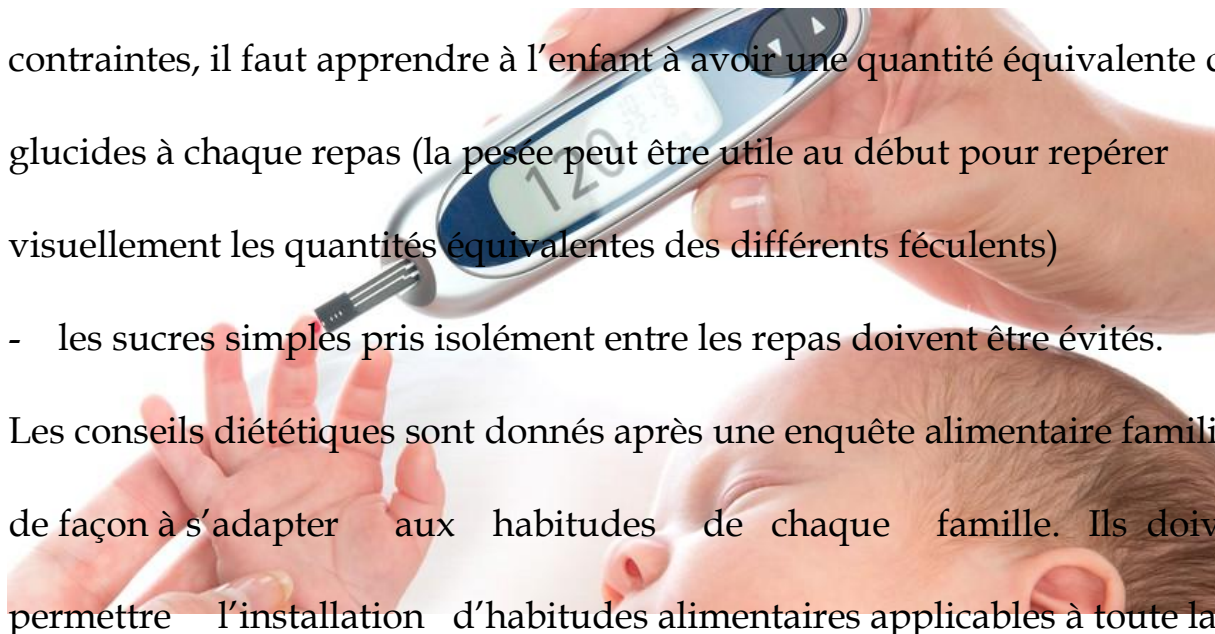 contraintes, il faut apprendre à l’enfant à avoir une quantité équivalente
glucides à chaque repas (la pesée peut être utile au début pour repérer
visuellement les quantités équivalentes des différents féculents)
- les sucres simples pris isolément entre les repas doivent être évités.
Les conseils diététiques sont donnés après une enquête alimentaire
de façon à s’adapter aux habitudes de chaque famille. Ils
permettre l’installation d’habitudes alimentaires applicables à toute la
120